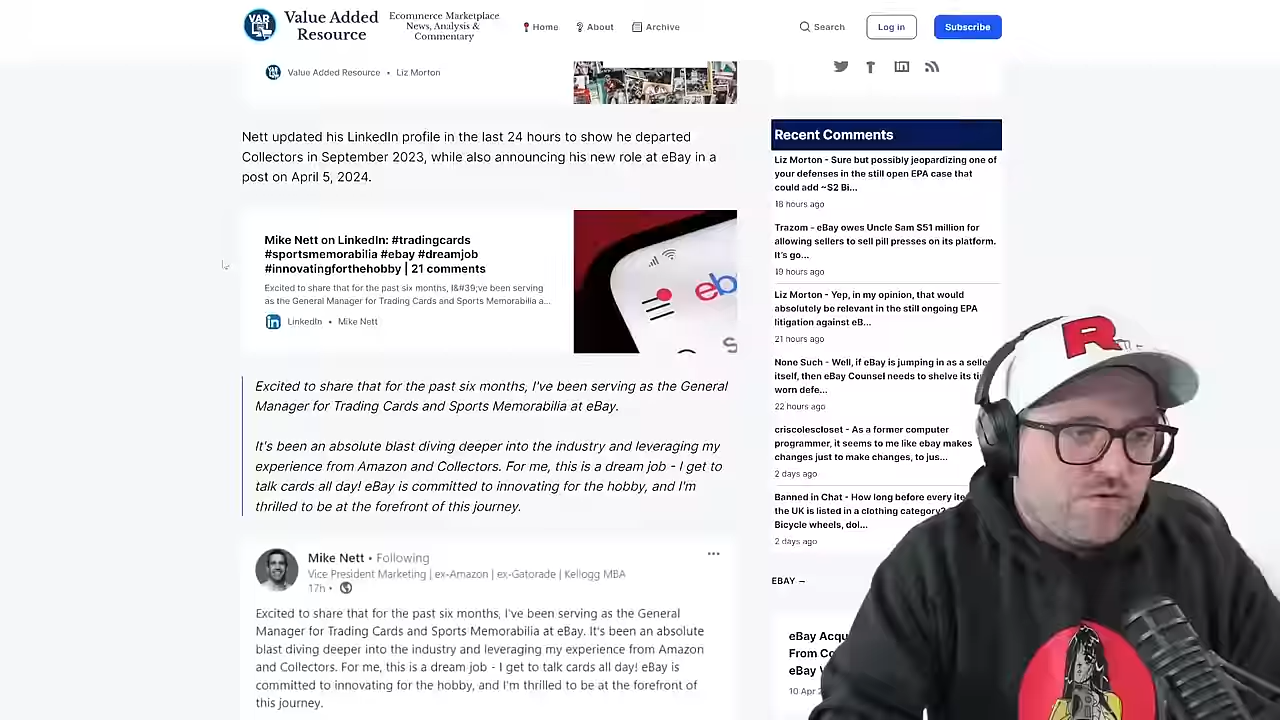 VAR
Value Added
Resource
Ecommerce Marketplace
News, Analysis &
Commentary
Home
About
Archive
Search
Log in
Subscribe
Value Added Resource • Liz Morton
Nett updated his LinkedIn profile in the last 24 hours to show he departed
Collectors in September 2023, while also announcing his new role at eBay in a
post on April 5, 2024.
Mike Nett on LinkedIn: #tradingcards
#sportsmemorabilia #ebay #dreamjob
#innovatingforthehobby | 21 comments
Excited to share that for the past six months, I&#39;ve been serving
as the General Manager for Trading Cards and Sports Memorabilia a...
in
LinkedIn • Mike Nett
eb
Excited to share that for the past six months, I've been serving as the General
Manager for Trading Cards and Sports Memorabilia at eBay.
It's been an absolute blast diving deeper into the industry and leveraging my
experience from Amazon and Collectors. For me, this is a dream job - I get to
talk cards all day! eBay is committed to innovating for the hobby, and I'm
thrilled to be at the forefront of this journey.
Mike Nett • Following
Vice President Marketing | ex-Amazon | ex-Gatorade | Kellogg MBA
17h •
Excited to share that for the past six months, I've been serving as the General
Manager for Trading Cards and Sports Memorabilia at eBay. It's been an absolute
blast diving deeper into the industry and leveraging my experience from Amazon
and Collectors. For me, this is a dream job - I get to talk cards all day! eBay is
committed to innovating for the hobby, and I'm thrilled to be at the forefront of
this journey.
Recent Comments
Liz Morton - Sure but possibly jeopardizing one of
your defenses in the still open EPA case that
could add ~$2 Bi...
18 hours ago
Trazom - eBay owes Uncle Sam $51 million for
allowing sellers to sell pill presses on its platform.
It's go...
19 hours ago
Liz Morton - Yep, in my opinion, that would
absolutely be relevant in the still ongoing EPA
litigation against eB...
21 hours ago
None Such - Well, if eBay is jumping in as a selle
itself, then eBay Counsel needs to shelve its ti
worn defe...
22 hours ago
criscolescloset - As a former computer
programmer, it seems to me like ebay makes
changes just to make changes, to jus...
2 days ago
Banned in Chat - How long before every ite
the UK is listed in a clothing category?
Bicycle wheels, dol...
2 days ago
EBAY –
eBay Acqu
From Co
eBay V
10 Apr 2
R